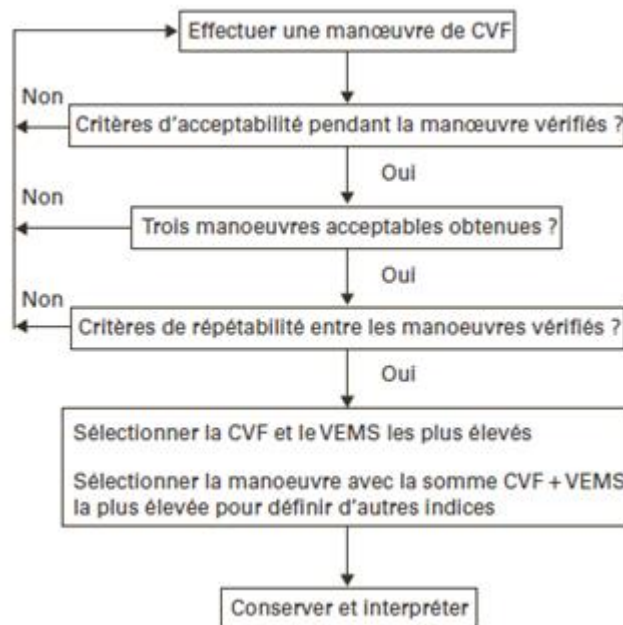 Effectuer une manœuvre de CVF
Non
Critères d'acceptabilité pendant la manœuvre vérifiés ?
Oui
Non
Trois manoeuvres acceptables obtenues ?
Oui
Non
Critères de répétabilité entre les manoeuvres vérifiés ?
Oui
Sélectionner la CVF et le VEMS les plus élevés
Sélectionner la manoeuvre avec la somme CVF + VEMS
la plus élevée pour définir d'autres indices
Conserver et interpréter